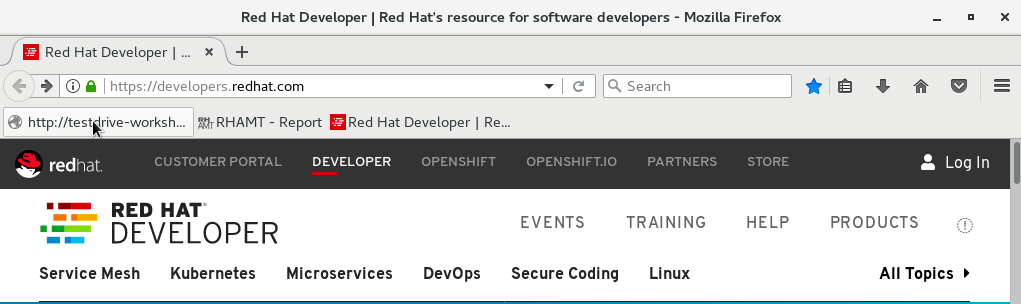 Red Hat Developer | Red Hat's resource for software developers - Mozilla Firefox
Red Hat Developer | ...
https://developers.redhat.com
Search
http://testdrive-worksh...
RHAMT - Report
Red Hat Developer | Re...
redhat.
CUSTOMER PORTAL
DEVELOPER
OPENSHIFT
OPENSHIFT.IO
PARTNERS
STORE
Log In
RED HAT
DEVELOPER
EVENTS
TRAINING
HELP
PRODUCTS
Service Mesh
Kubernetes
Microservices
DevOps
Secure Coding
Linux
All Topics